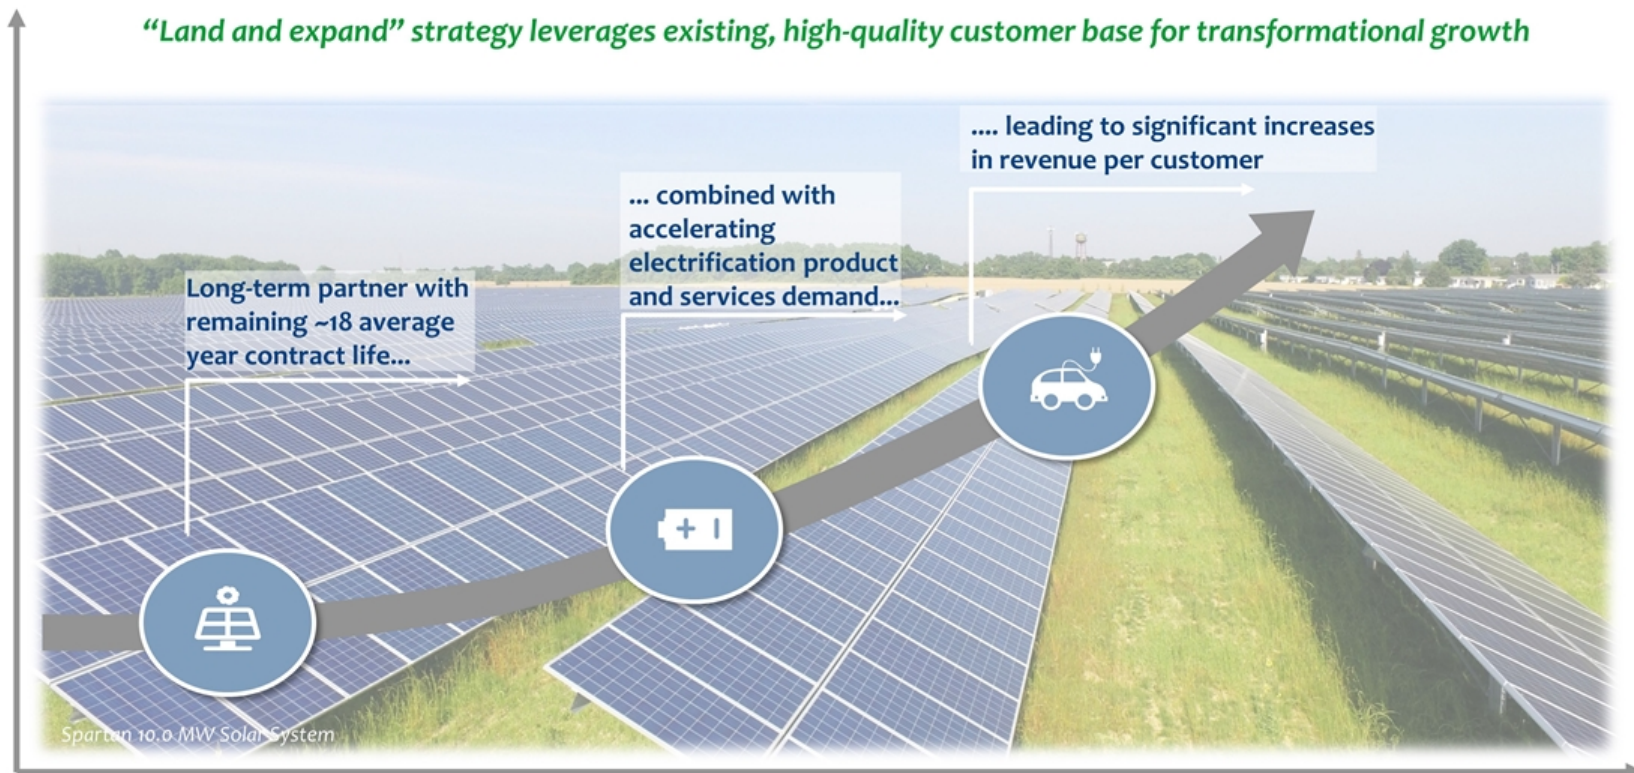 “Land and expand” strategy leverages existing, high-quality customer base for transformational growth
.... leading to significant increases
in revenue per customer
... combined with
accelerating
electrification product
and services demand...
Long-term partner with
remaining ~18 average
year contract life...
Spartan 10.0 MW Solar System